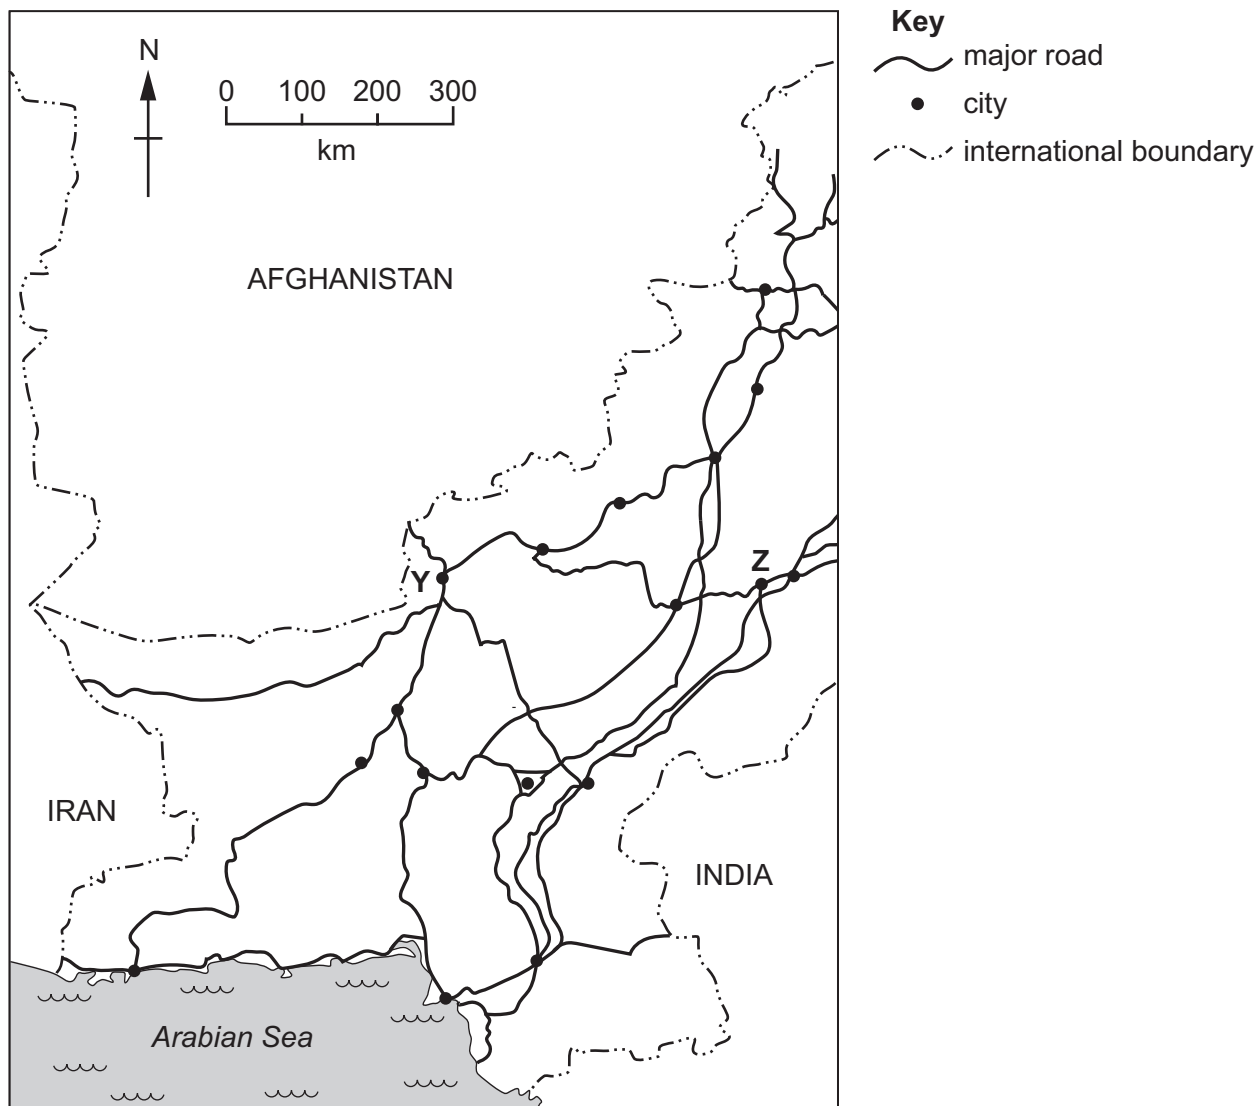 Key
major road
city
international boundary
N
0 100 200 300
km
AFGHANISTAN
Y
Z
IRAN
INDIA
Arabian Sea